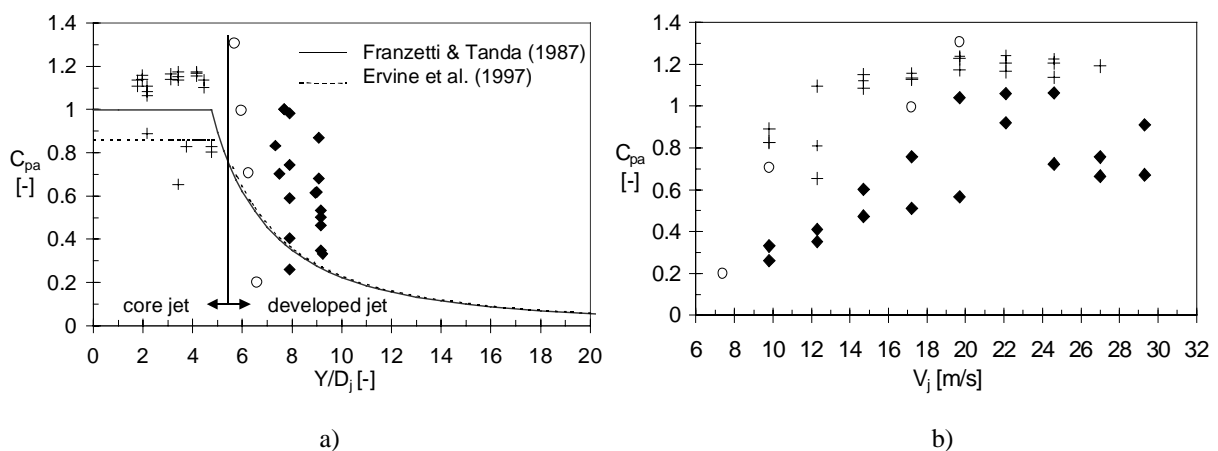 1.4
1.2
1
0.8
0.6
0.4
0.2
0
C_pa
[-]
Franzetti & Tanda (1987)
Ervine et al. (1997)
core jet
developed jet
0 2 4 6 8 10 12 14 16 18 20
Y/D_j [-]
a)
1.4
1.2
1
0.8
0.6
0.4
0.2
0
C_pa
[-]
6 8 10 12 14 16 18 20 22 24 26 28 30 32
V_j [m/s]
b)